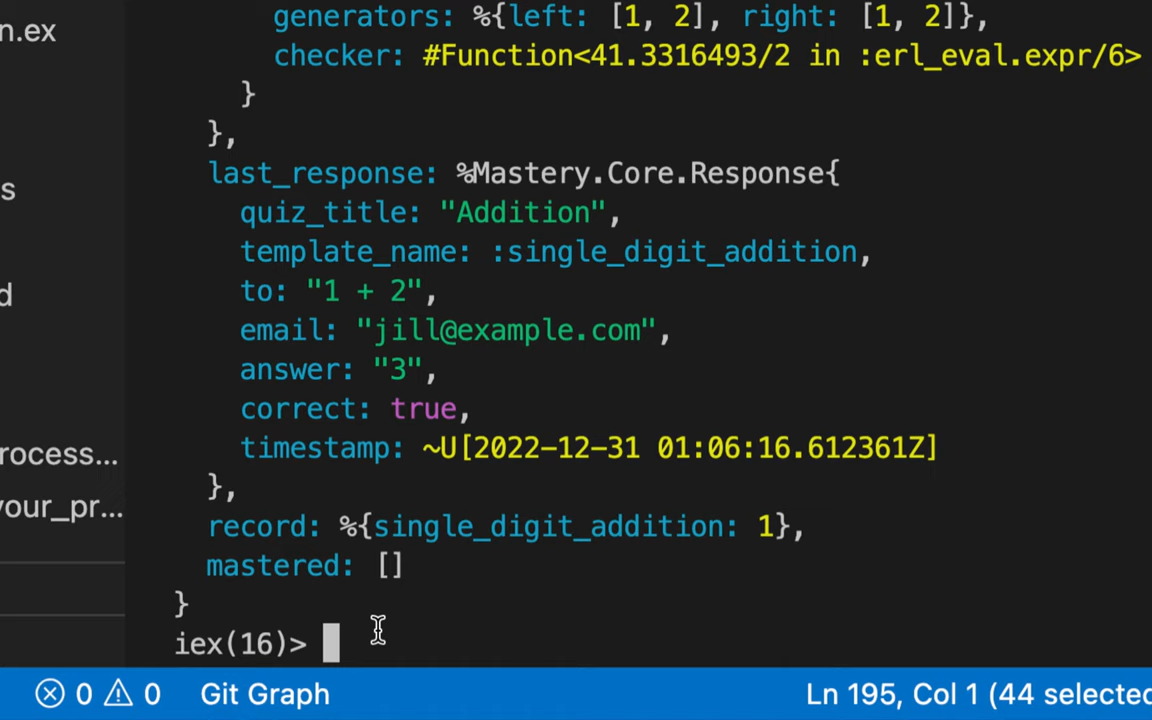 generators: %{left: [1, 2], right: [1, 2]},
n.ex
checker: #Function<41.3316493/2 in :erl_eval.expr/6>
}
},
last_response: %Mastery.Core.Response{
s
quiz_title: "Addition",
template_name: :single_digit_addition,
d
to: "1 + 2",
email: "jill@example.com",
answer: "3",
correct: true,
rocess...
timestamp: ~U[2022-12-31 01:06:16.612361Z]
},
your_pr...
record: %{single_digit_addition: 1},
mastered: []
}
iex(16)>
0 0 Git Graph Ln 195, Col 1 (44 selected